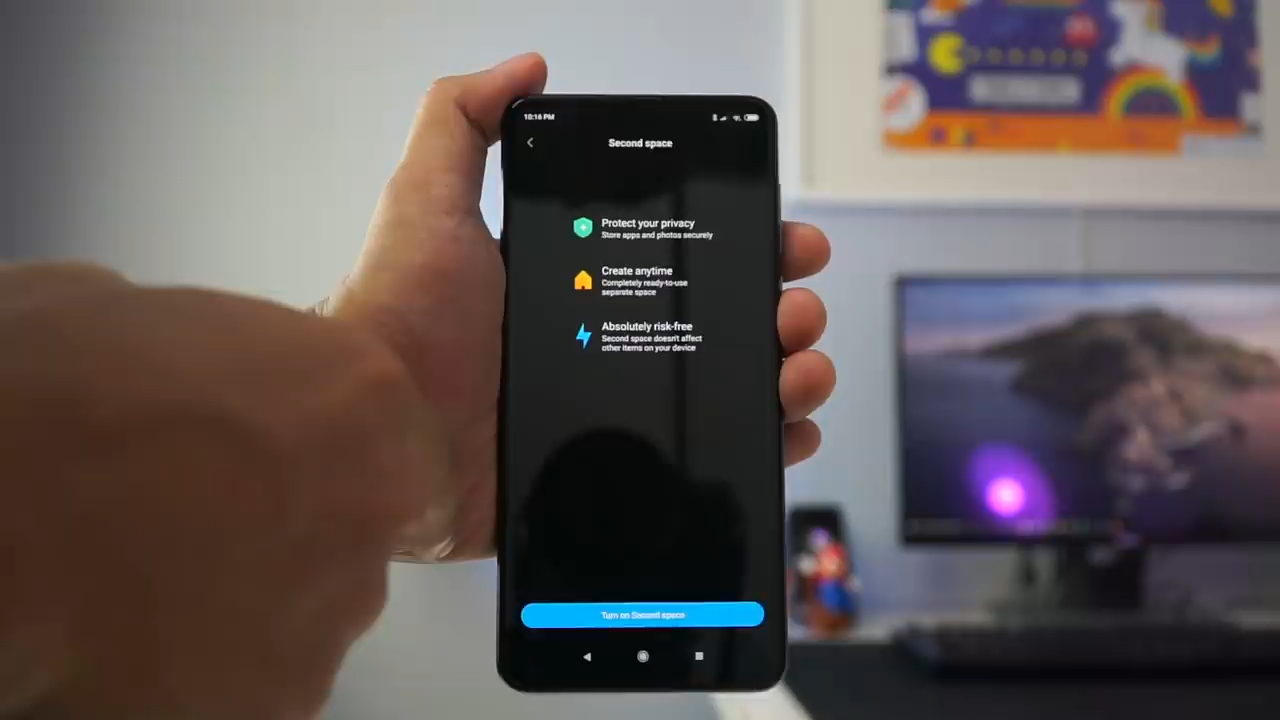 10:16 PM
Second space
Protect your privacy
Store apps and photos securely
Create anytime
Completely ready-to-use
separate space
Absolutely risk-free
Second space doesn't affect
other items on your device
Turn on Second space